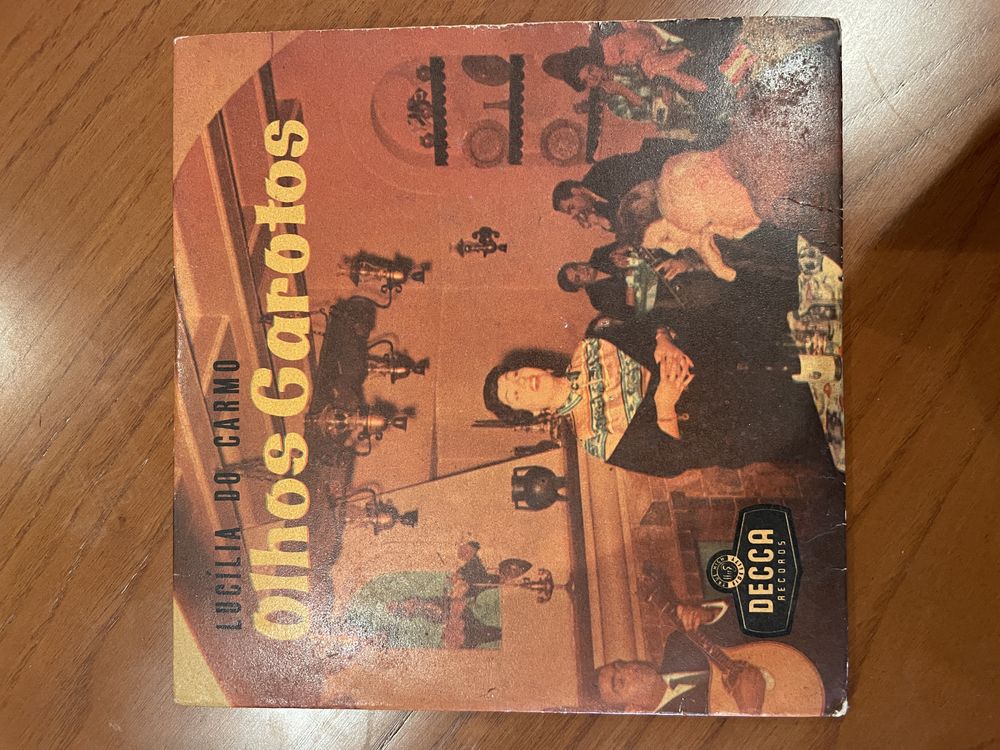 LUCÍLIA DO CARMO
Olhos Garotos
DECCA
RECORDS